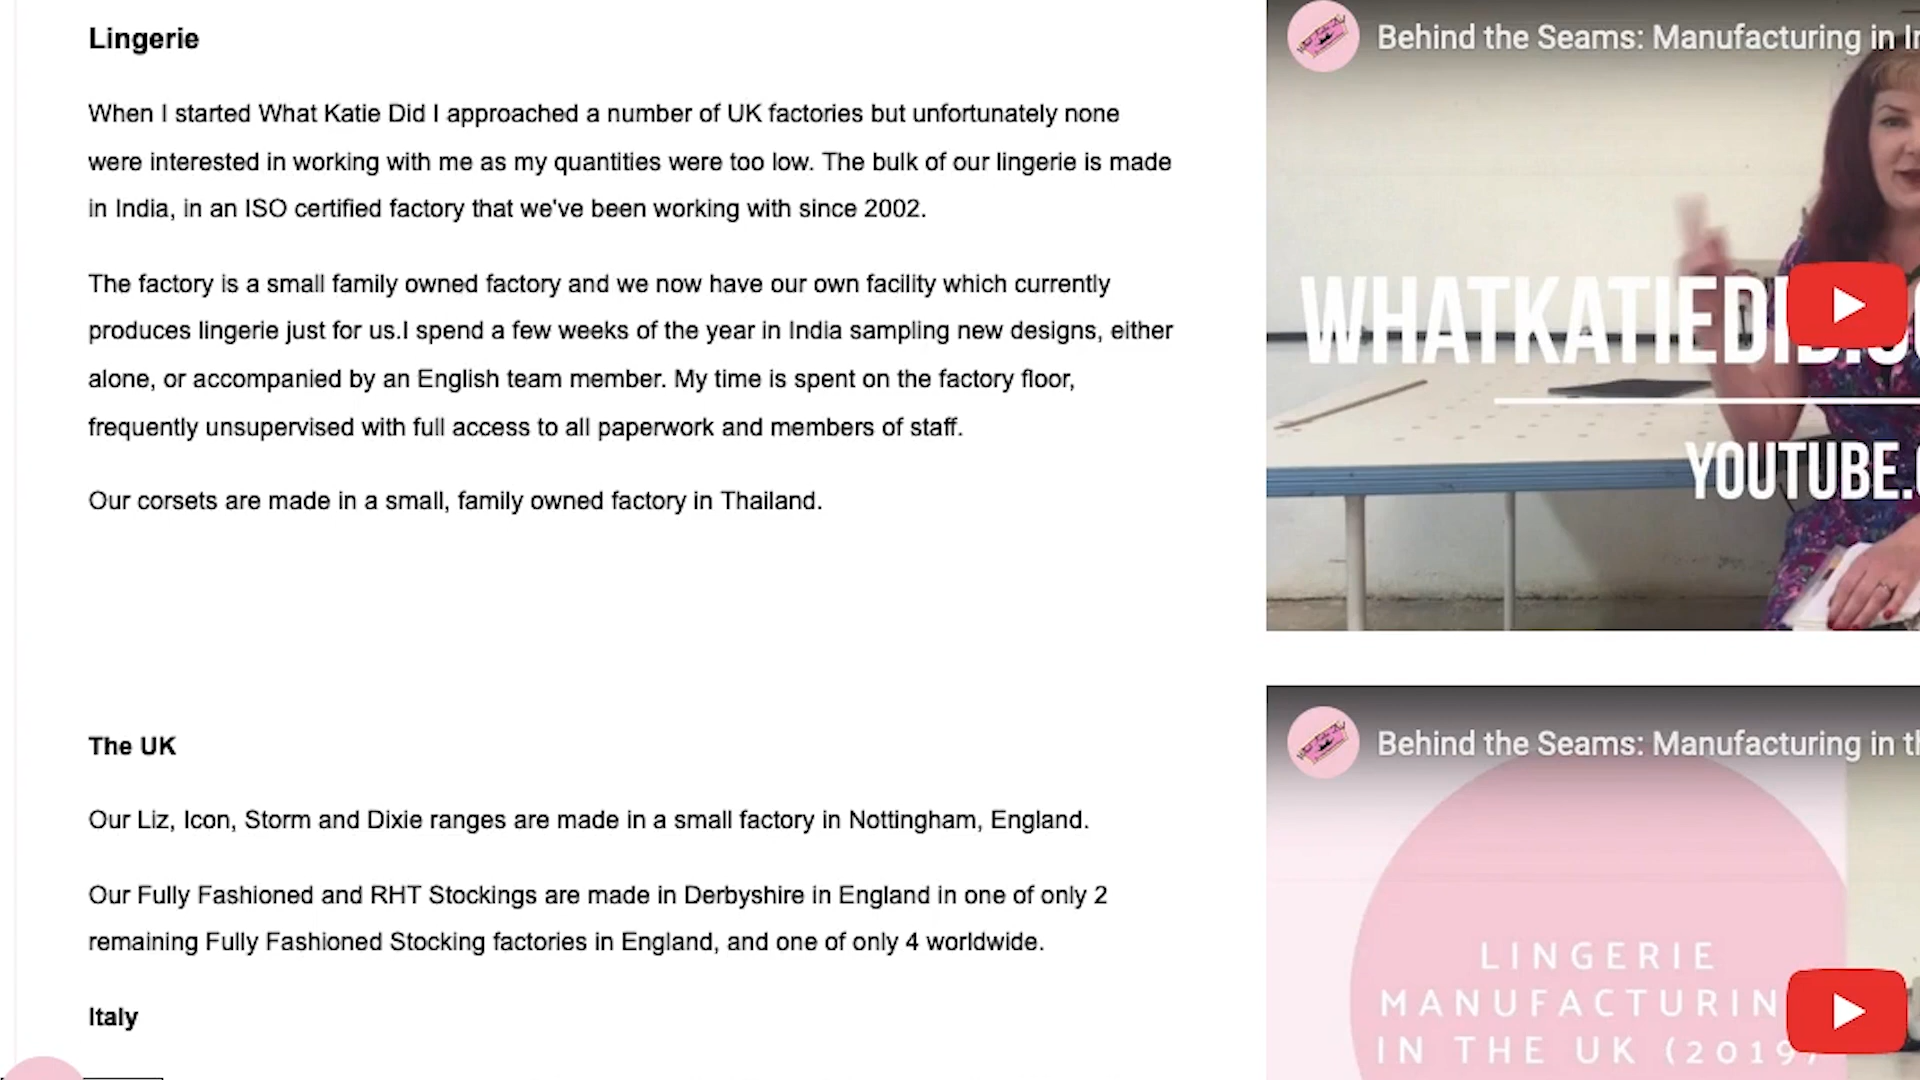 Lingerie
When I started What Katie Did I approached a number of UK factories but unfortunately none
were interested in working with me as my quantities were too low. The bulk of our lingerie is made
in India, in an ISO certified factory that we've been working with since 2002.
The factory is a small family owned factory and we now have our own facility which currently
produces lingerie just for us.I spend a few weeks of the year in India sampling new designs, either
alone, or accompanied by an English team member. My time is spent on the factory floor,
frequently unsupervised with full access to all paperwork and members of staff.
Our corsets are made in a small, family owned factory in Thailand.
The UK
Our Liz, Icon, Storm and Dixie ranges are made in a small factory in Nottingham, England.
Our Fully Fashioned and RHT Stockings are made in Derbyshire in England in one of only 2
remaining Fully Fashioned Stocking factories in England, and one of only 4 worldwide.
Italy
Behind the Seams: Manufacturing in
WHATKATIEDID.
YOUTUBE.
Behind the Seams: Manufacturing in
LINGERIE
MANUFACTURIN
IN THE UK (2019)